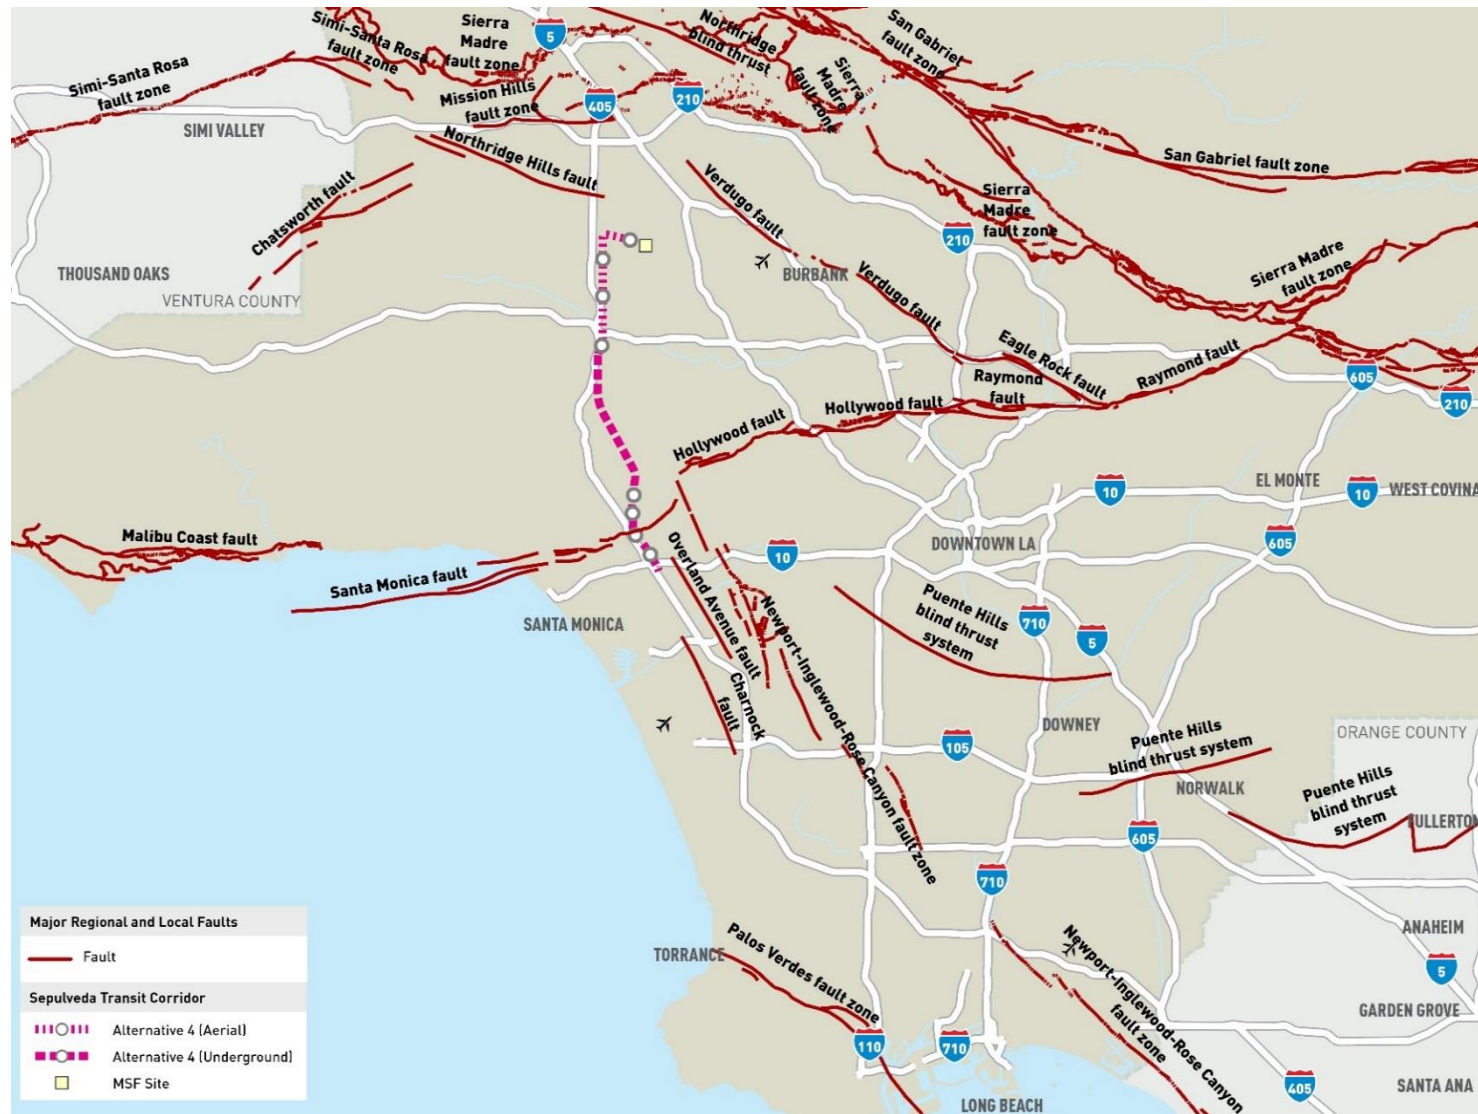 Simi-Santa Rosa
fault zone
Simi-Santa Rosa
fault zone
Sierra
Madre
fault zone
5
Northridge
blind thrust
San Gabriel
fault zone
Sierra
Madre
fault zone
Mission Hills
fault zone
405
210
SIMI VALLEY
Northridge Hills fault
San Gabriel fault zone
Chatsworth fault
Verdugo fault
Sierra
Madre
fault zone
210
THOUSAND OAKS
VENTURA COUNTY
BURBANK
Verdugo fault
Sierra Madre
fault zone
Eagle Rock fault
Raymond
fault
Raymond fault
605
210
Hollywood fault
Hollywood fault
EL MONTE
10
10
WEST COVINA
Malibu Coast fault
Santa Monica fault
Overland Avenue fault
10
DOWNTOWN LA
605
SANTA MONICA
Newport-Inglewood-Rose Canyon fault zone
Puente Hills
blind thrust
system
710
5
Charnock
fault
DOWNEY
105
Puente Hills
blind thrust system
ORANGE COUNTY
NORWALK
Puente Hills
blind thrust
system
FULLERTON
605
710
Major Regional and Local Faults
Fault
Sepulveda Transit Corridor
Alternative 4 (Aerial)
Alternative 4 (Underground)
MSF Site
TORRANCE
Palos Verdes fault zone
Newport-Inglewood-Rose Canyon
fault zone
ANAHEIM
5
GARDEN GROVE
110
710
405
SANTA ANA
LONG BEACH